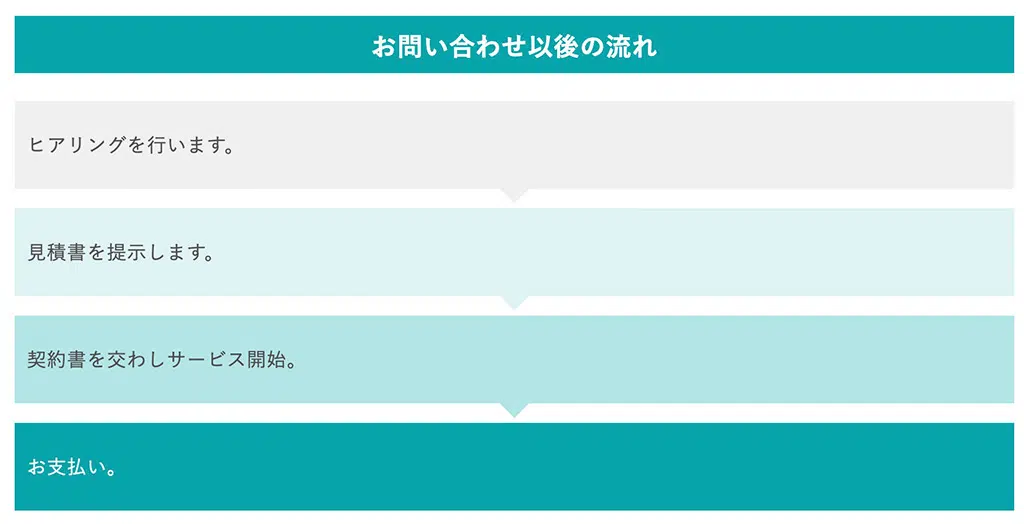 お問い合わせ以後の流れ
ヒアリングを行います。
見積書を提示します。
契約書を交わしサービス開始。
お支払い。